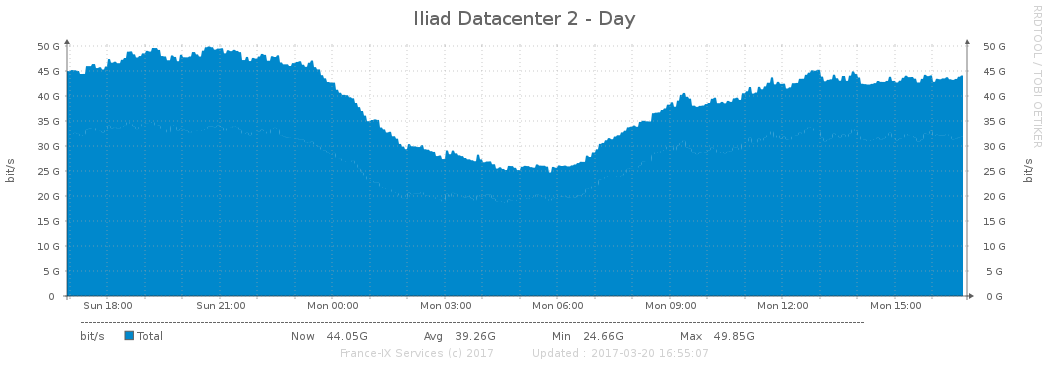 Iliad Datacenter 2 - Day
RRDTOOL / TOBI OETIKER
50 G 50 G
45 G 45 G
40 G 40 G
35 G 35 G
30 G 30 G
25 G 25 G
20 G 20 G
15 G 15 G
10 G 10 G
5 G 5 G
0 0 G
bit/s bit/s
Sun 18:00 Sun 21:00 Mon 00:00 Mon 03:00 Mon 06:00 Mon 09:00 Mon 12:00 Mon 15:00
bit/s Total Now 44.05G Avg 39.26G Min 24.66G Max 49.85G
France-IX Services (c) 2017 Updated : 2017-03-20 16:55:07